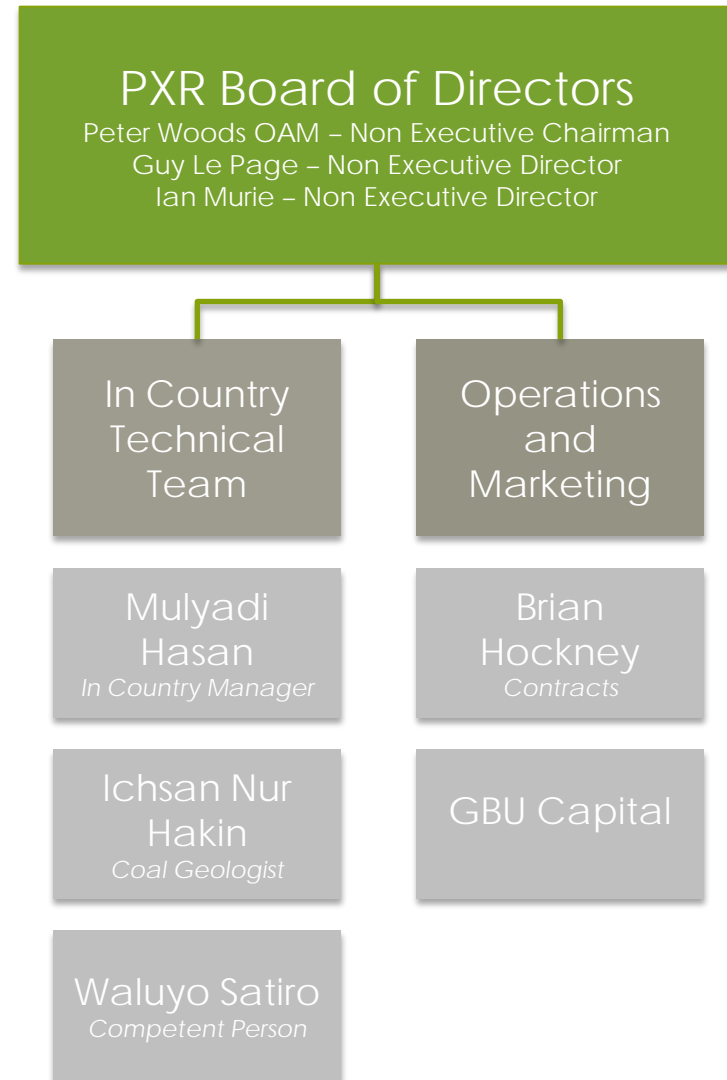 PXR Board of Directors
Peter Woods OAM – Non Executive Chairman
Guy Le Page – Non Executive Director
Ian Murie – Non Executive Director
In Country
Technical
Team
Mulyadi
Hasan
In Country Manager
Ichsan Nur
Hakin
Coal Geologist
Waluyo Satiro
Competent Person
Operations
and
Marketing
Brian
Hockney
Contracts
GBU Capital